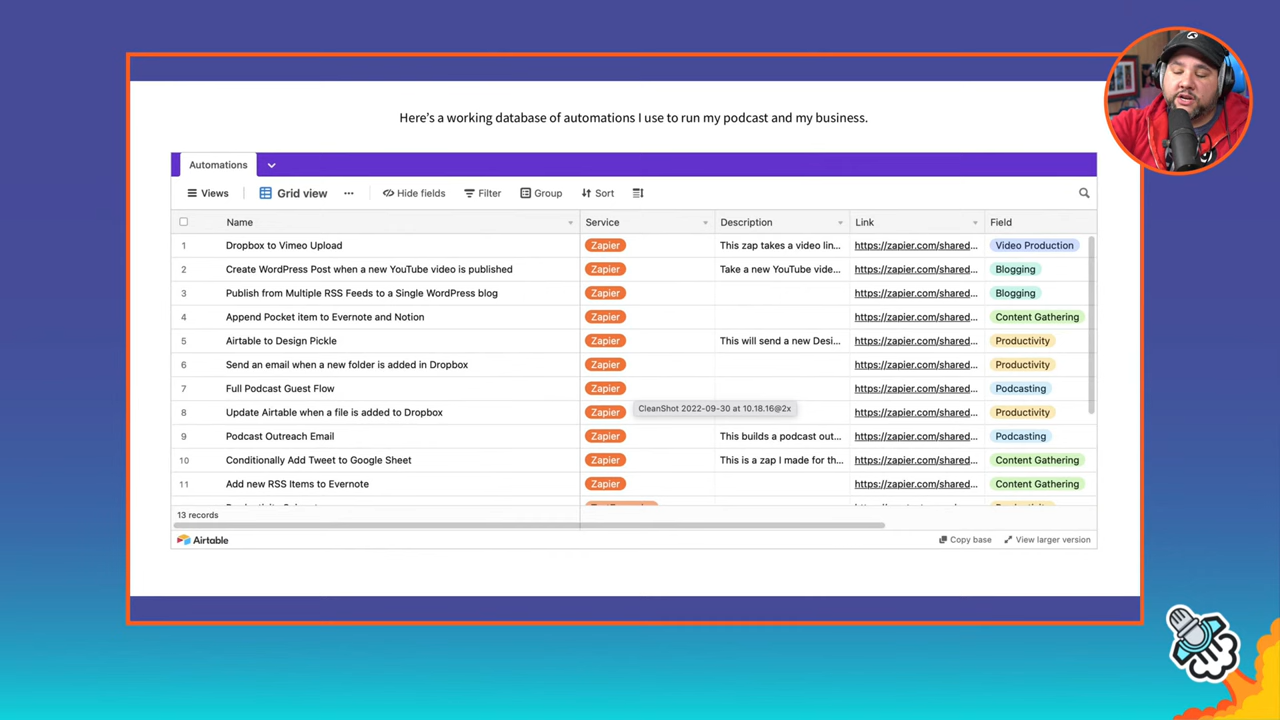 Here's a working database of automations I use to run my podcast and my business.
Automations
Views Grid view ... Hide fields Filter Group Sort
Name Service Description Link Field
1 Dropbox to Vimeo Upload Zapier This zap takes a video lin... https://zapier.com/shared... Video Production
2 Create WordPress Post when a new YouTube video is published Zapier Take a new YouTube vide... https://zapier.com/shared... Blogging
3 Publish from Multiple RSS Feeds to a Single WordPress blog Zapier https://zapier.com/shared... Blogging
4 Append Pocket item to Evernote and Notion Zapier https://zapier.com/shared... Content Gathering
5 Airtable to Design Pickle Zapier This will send a new Desi... https://zapier.com/shared... Productivity
6 Send an email when a new folder is added in Dropbox Zapier https://zapier.com/shared... Productivity
7 Full Podcast Guest Flow Zapier https://zapier.com/shared... Podcasting
CleanShot 2022-09-30 at 10.18.16@2x
8 Update Airtable when a file is added to Dropbox Zapier https://zapier.com/shared... Productivity
9 Podcast Outreach Email Zapier This builds a podcast out... https://zapier.com/shared... Podcasting
10 Conditionally Add Tweet to Google Sheet Zapier This is a zap I made for th... https://zapier.com/shared... Content Gathering
11 Add new RSS Items to Evernote Zapier https://zapier.com/shared... Content Gathering
13 records
Airtable Copy base View larger version